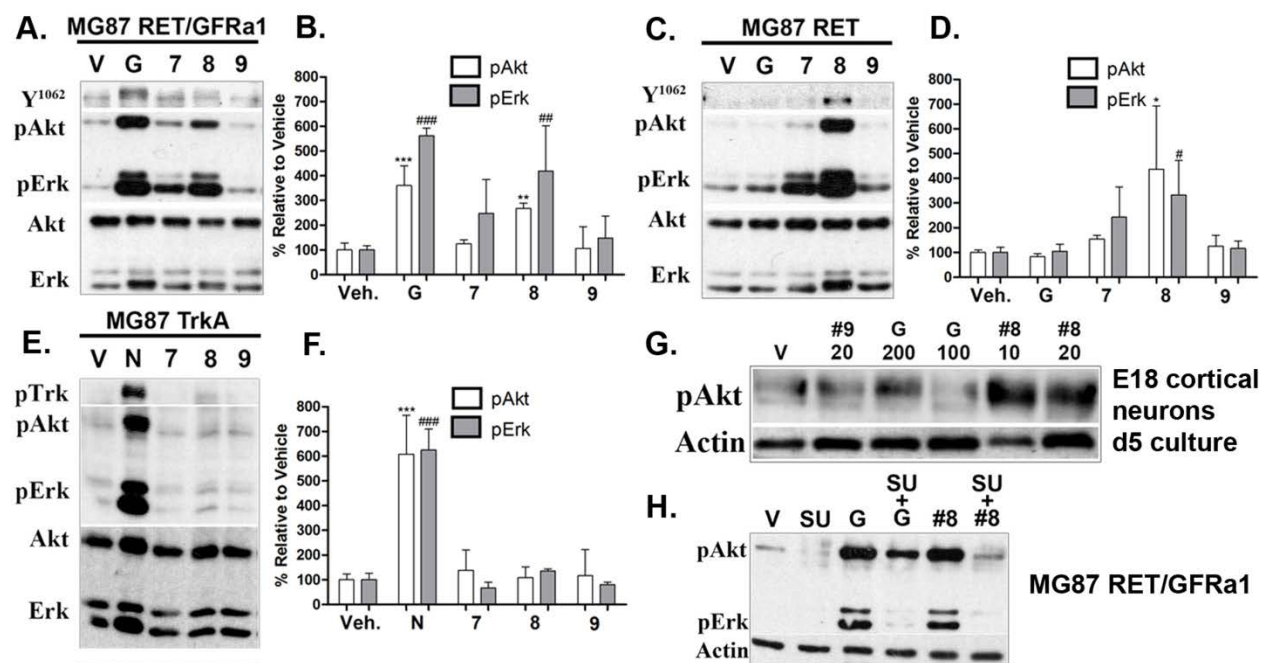 A. MG87 RET/GFRa1
V G 7 8 9
Y1062
pAkt
pErk
Akt
Erk
B.
pAkt
pErk
% Relative to Vehicle
800
700
600
500
400
300
200
100
0
*** ### ** ##
Veh. G 7 8 9
C. MG87 RET
V G 7 8 9
Y1062
pAkt
pErk
Akt
Erk
D.
pAkt
pErk
% Relative to Vehicle
800
700
600
500
400
300
200
100
0
* #
Veh. G 7 8 9
E. MG87 TrkA
V N 7 8 9
pTrk
pAkt
pErk
Akt
Erk
F.
pAkt
pErk
% Relative to Vehicle
800
700
600
500
400
300
200
100
0
*** ###
Veh. N 7 8 9
G.
#9 G G #8 #8
V 20 200 100 10 20
pAkt
Actin
E18 cortical
neurons
d5 culture
H.
SU SU
+ +
V SU G G #8 #8
pAkt
pErk
Actin
MG87 RET/GFRa1